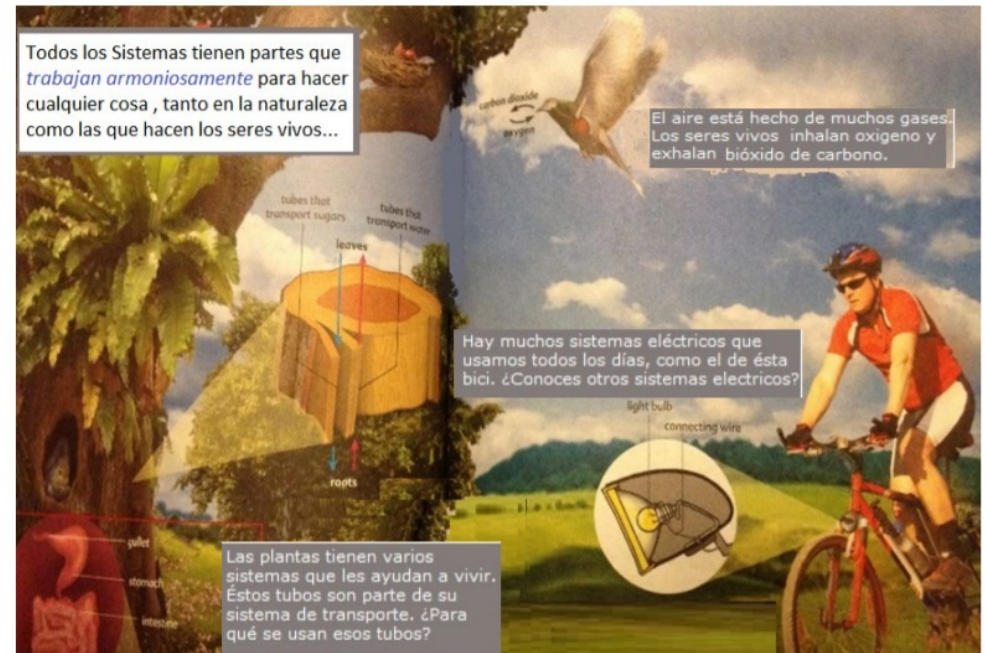 Todos los Sistemas tienen partes que
trabajan armoniosamente para hacer
cualquier cosa , tanto en la naturaleza
como las que hacen los seres vivos...
carbon dioxide
oxygen
El aire está hecho de muchos gases.
Los seres vivos inhalan oxigeno y
exhalan bióxido de carbono.
tubes that
transport sugars
tubes that
transport water
leaves
roots
Hay muchos sistemas eléctricos que
usamos todos los días, como el de ésta
bici. ¿Conoces otros sistemas electricos?
light bulb
connecting wire
gullet
stomach
intestine
Las plantas tienen varios
sistemas que les ayudan a vivir.
Éstos tubos son parte de su
sistema de transporte. ¿Para
qué se usan esos tubos?